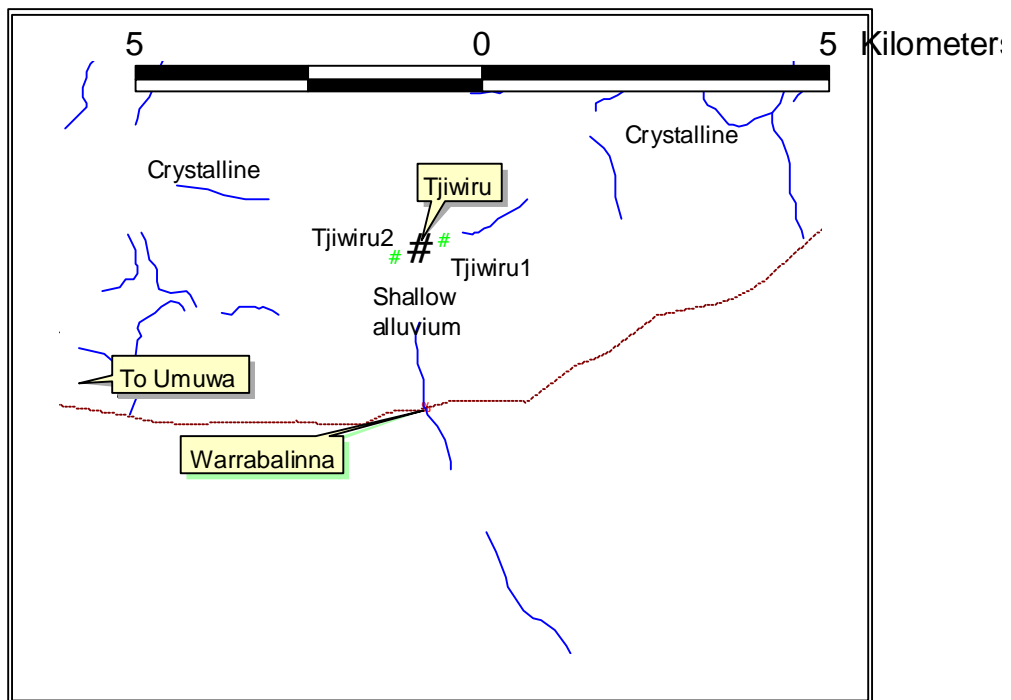 5 0 5 Kilometers
Crystalline
Crystalline
Tjiwiru
Tjiwiru2
# # #
Tjiwiru1
Shallow
alluvium
To Umuwa
Warrabalinna